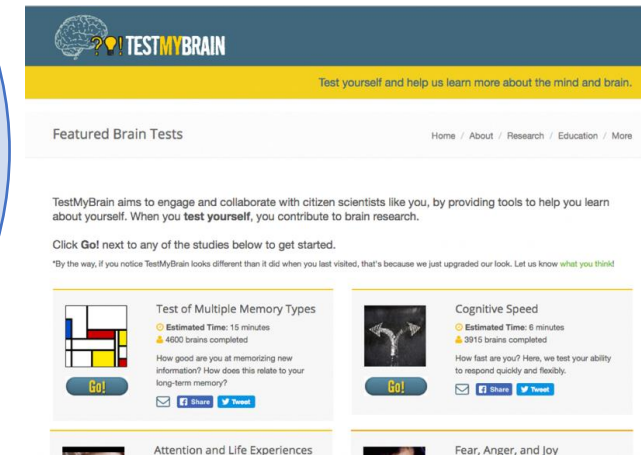 ?!TESTMYBRAIN
Test yourself and help us learn more about the mind and brain.
Featured Brain Tests
Home / About / Research / Education / More
TestMyBrain aims to engage and collaborate with citizen scientists like you, by providing tools to help you learn
about yourself. When you test yourself, you contribute to brain research.
Click Go! next to any of the studies below to get started.
*By the way, if you notice TestMyBrain looks different than it did when you last visited, that's because we just upgraded our look. Let us know what you think!
Test of Multiple Memory Types
Estimated Time: 15 minutes
4600 brains completed
How good are you at memorizing new
information? How does this relate to your
long-term memory?
Go!
Share Tweet
Cognitive Speed
Estimated Time: 6 minutes
3915 brains completed
How fast are you? Here, we test your ability
to respond quickly and flexibly.
Go!
Share Tweet
Attention and Life Experiences
Fear, Anger, and Joy